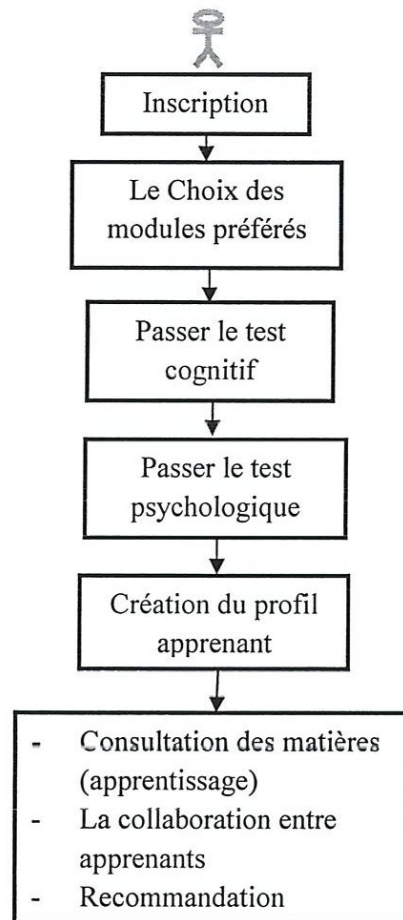 Inscription
Le Choix des
modules préférés
Passer le test
cognitif
Passer le test
psychologique
Création du profil
apprenant
- Consultation des matières
(apprentissage)
- La collaboration entre
apprenants
- Recommandation